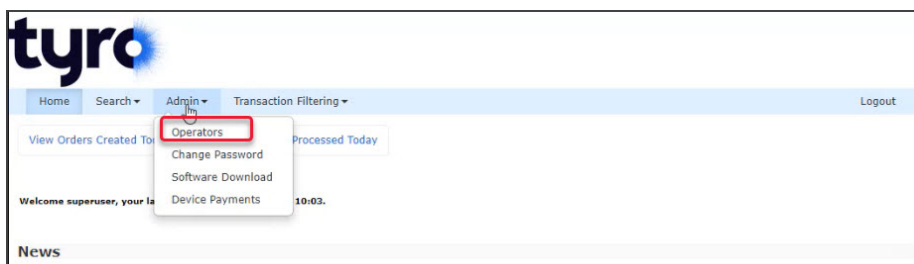 tyro
Home Search Admin Transaction Filtering Logout
View Orders Created To Processed Today
Operators
Change Password
Software Download
Device Payments
Welcome superuser, your la 10:03.
News